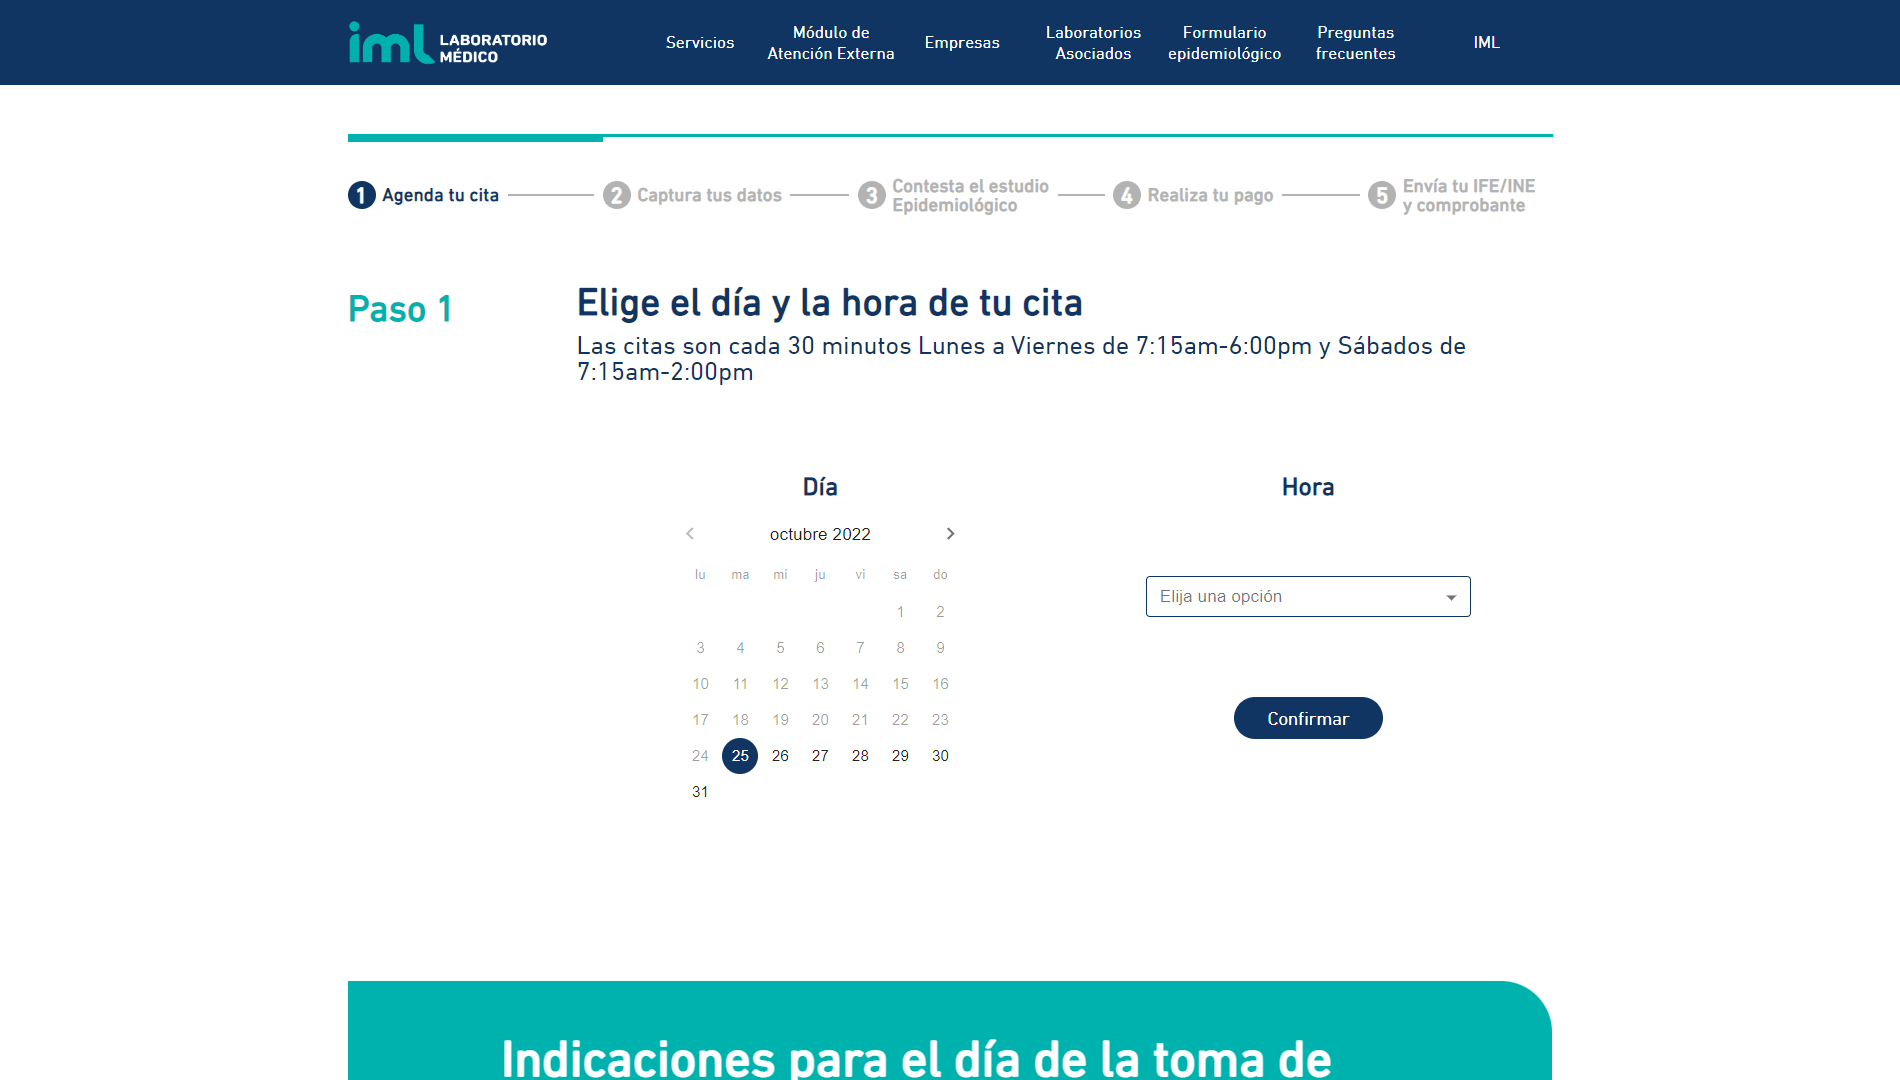 iml LABORATORIO
MÉDICO
Servicios
Módulo de
Atención Externa
Empresas
Laboratorios
Asociados
Formulario
epidemiológico
Preguntas
frecuentes
IML
1 Agenda tu cita
2 Captura tus datos
3 Contesta el estudio
Epidemiológico
4 Realiza tu pago
5 Envía tu IFE/INE
y comprobante
Paso 1
Elige el día y la hora de tu cita
Las citas son cada 30 minutos Lunes a Viernes de 7:15am-6:00pm y Sábados de
7:15am-2:00pm
Día
octubre 2022
lu ma mi ju vi sa do
1 2
3 4 5 6 7 8 9
10 11 12 13 14 15 16
17 18 19 20 21 22 23
24 25 26 27 28 29 30
31
Hora
Elija una opción
Confirmar
Indicaciones para el día de la toma de